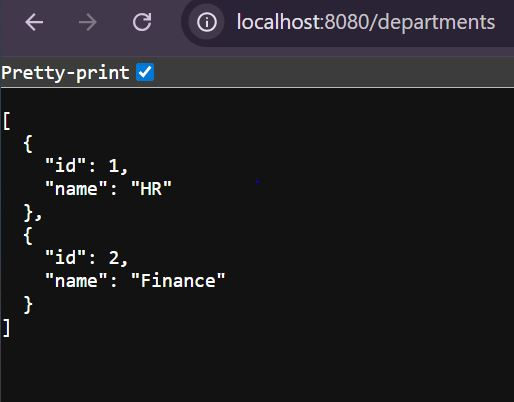 localhost:8080/departments
Pretty-print
[
  {
    "id": 1,
    "name": "HR"
  },
  {
    "id": 2,
    "name": "Finance"
  }
]